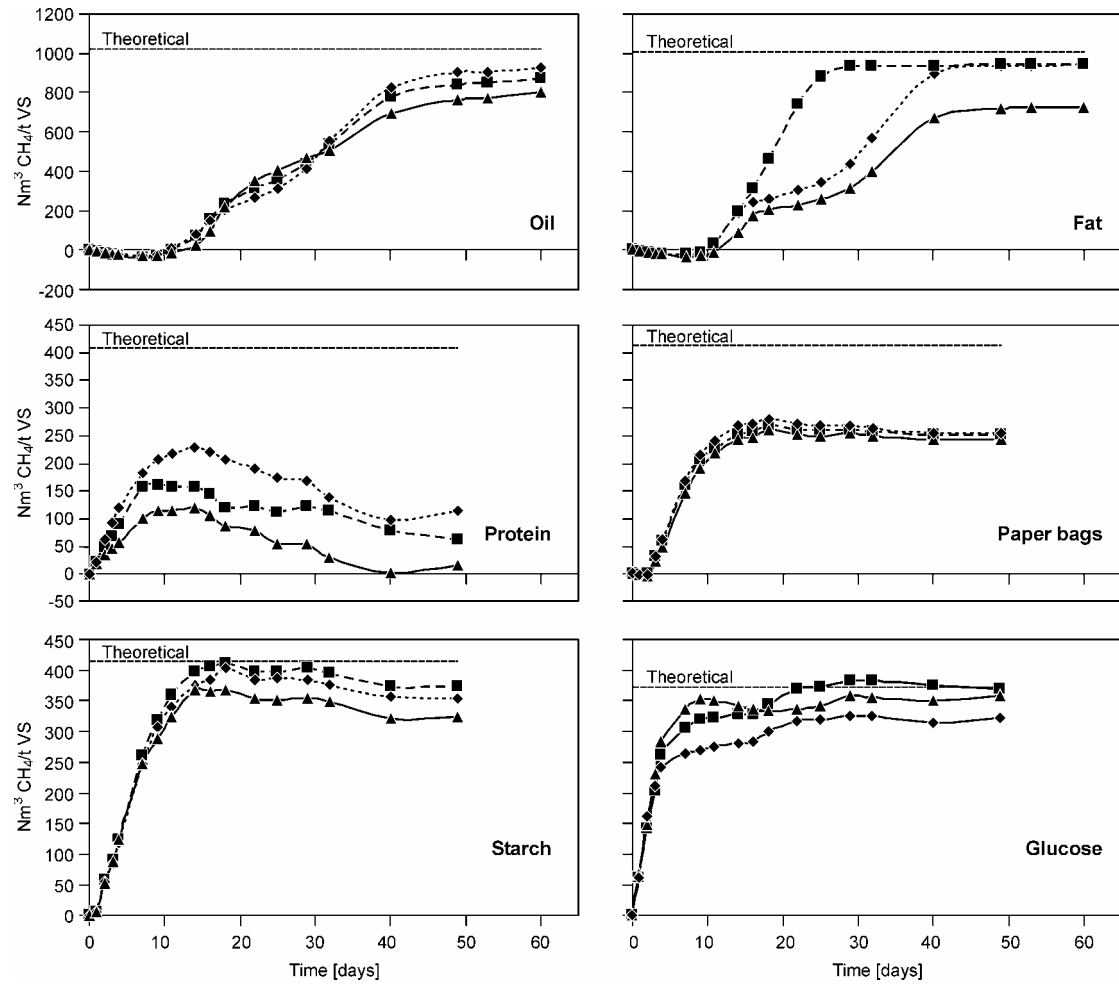 1200
1000
800
600
400
200
0
-200
Nm³ CH₄/t VS
Theoretical
Oil
Theoretical
Fat
450
400
350
300
250
200
150
100
50
0
-50
Nm³ CH₄/t VS
Theoretical
Protein
Theoretical
Paper bags
450
400
350
300
250
200
150
100
50
0
Nm³ CH₄/t VS
Theoretical
Starch
0 10 20 30 40 50 60
Time [days]
Theoretical
Glucose
0 10 20 30 40 50 60
Time [days]